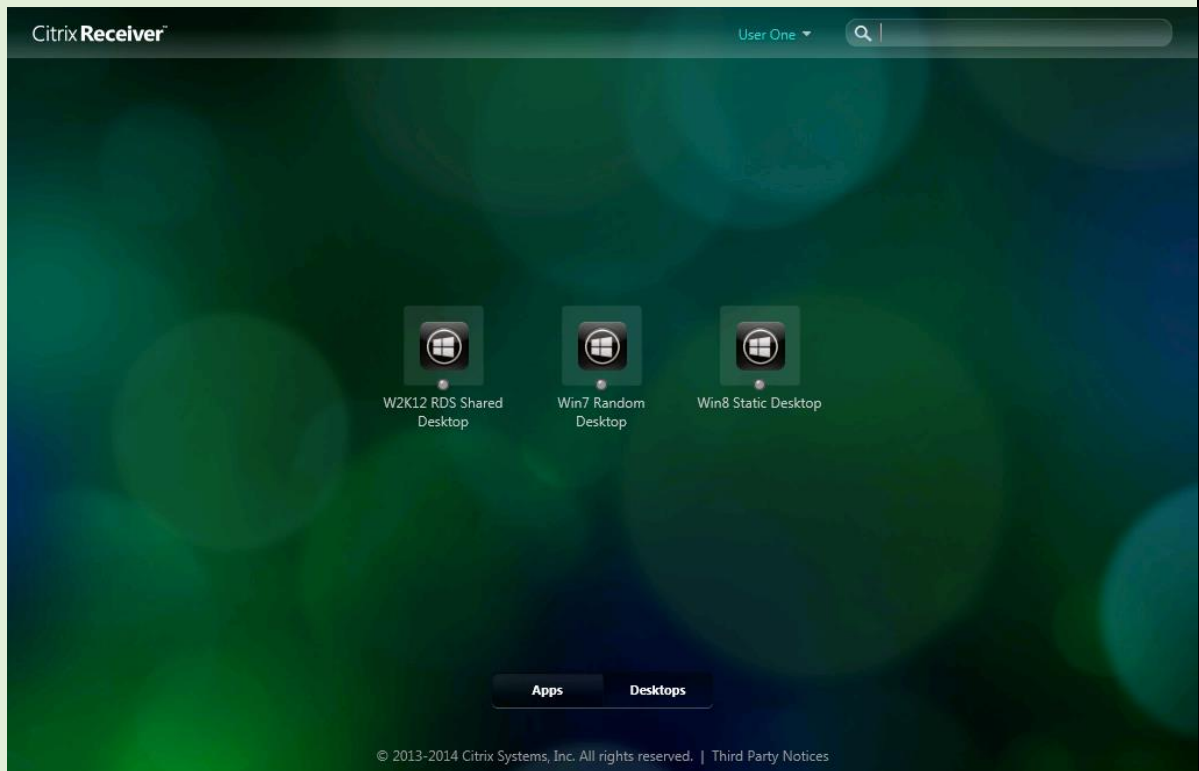 Citrix Receiver™
User One
W2K12 RDS Shared
Desktop
Win7 Random
Desktop
Win8 Static Desktop
Apps
Desktops
© 2013-2014 Citrix Systems, Inc. All rights reserved. | Third Party Notices